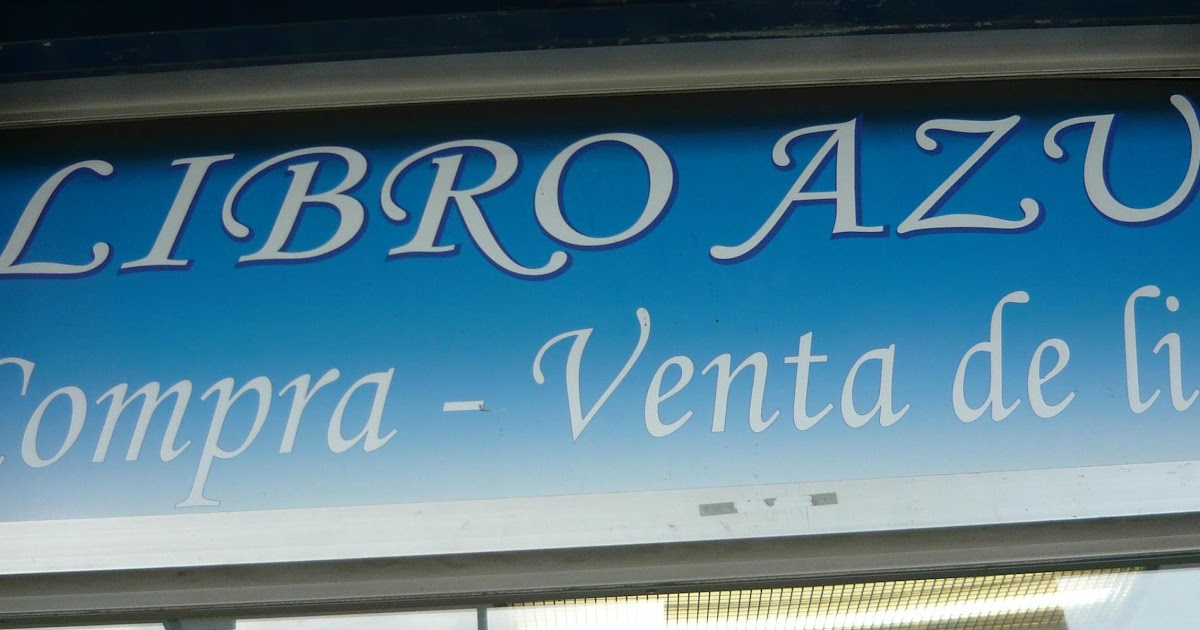 LIBRO AZU
Compra - Venta de li